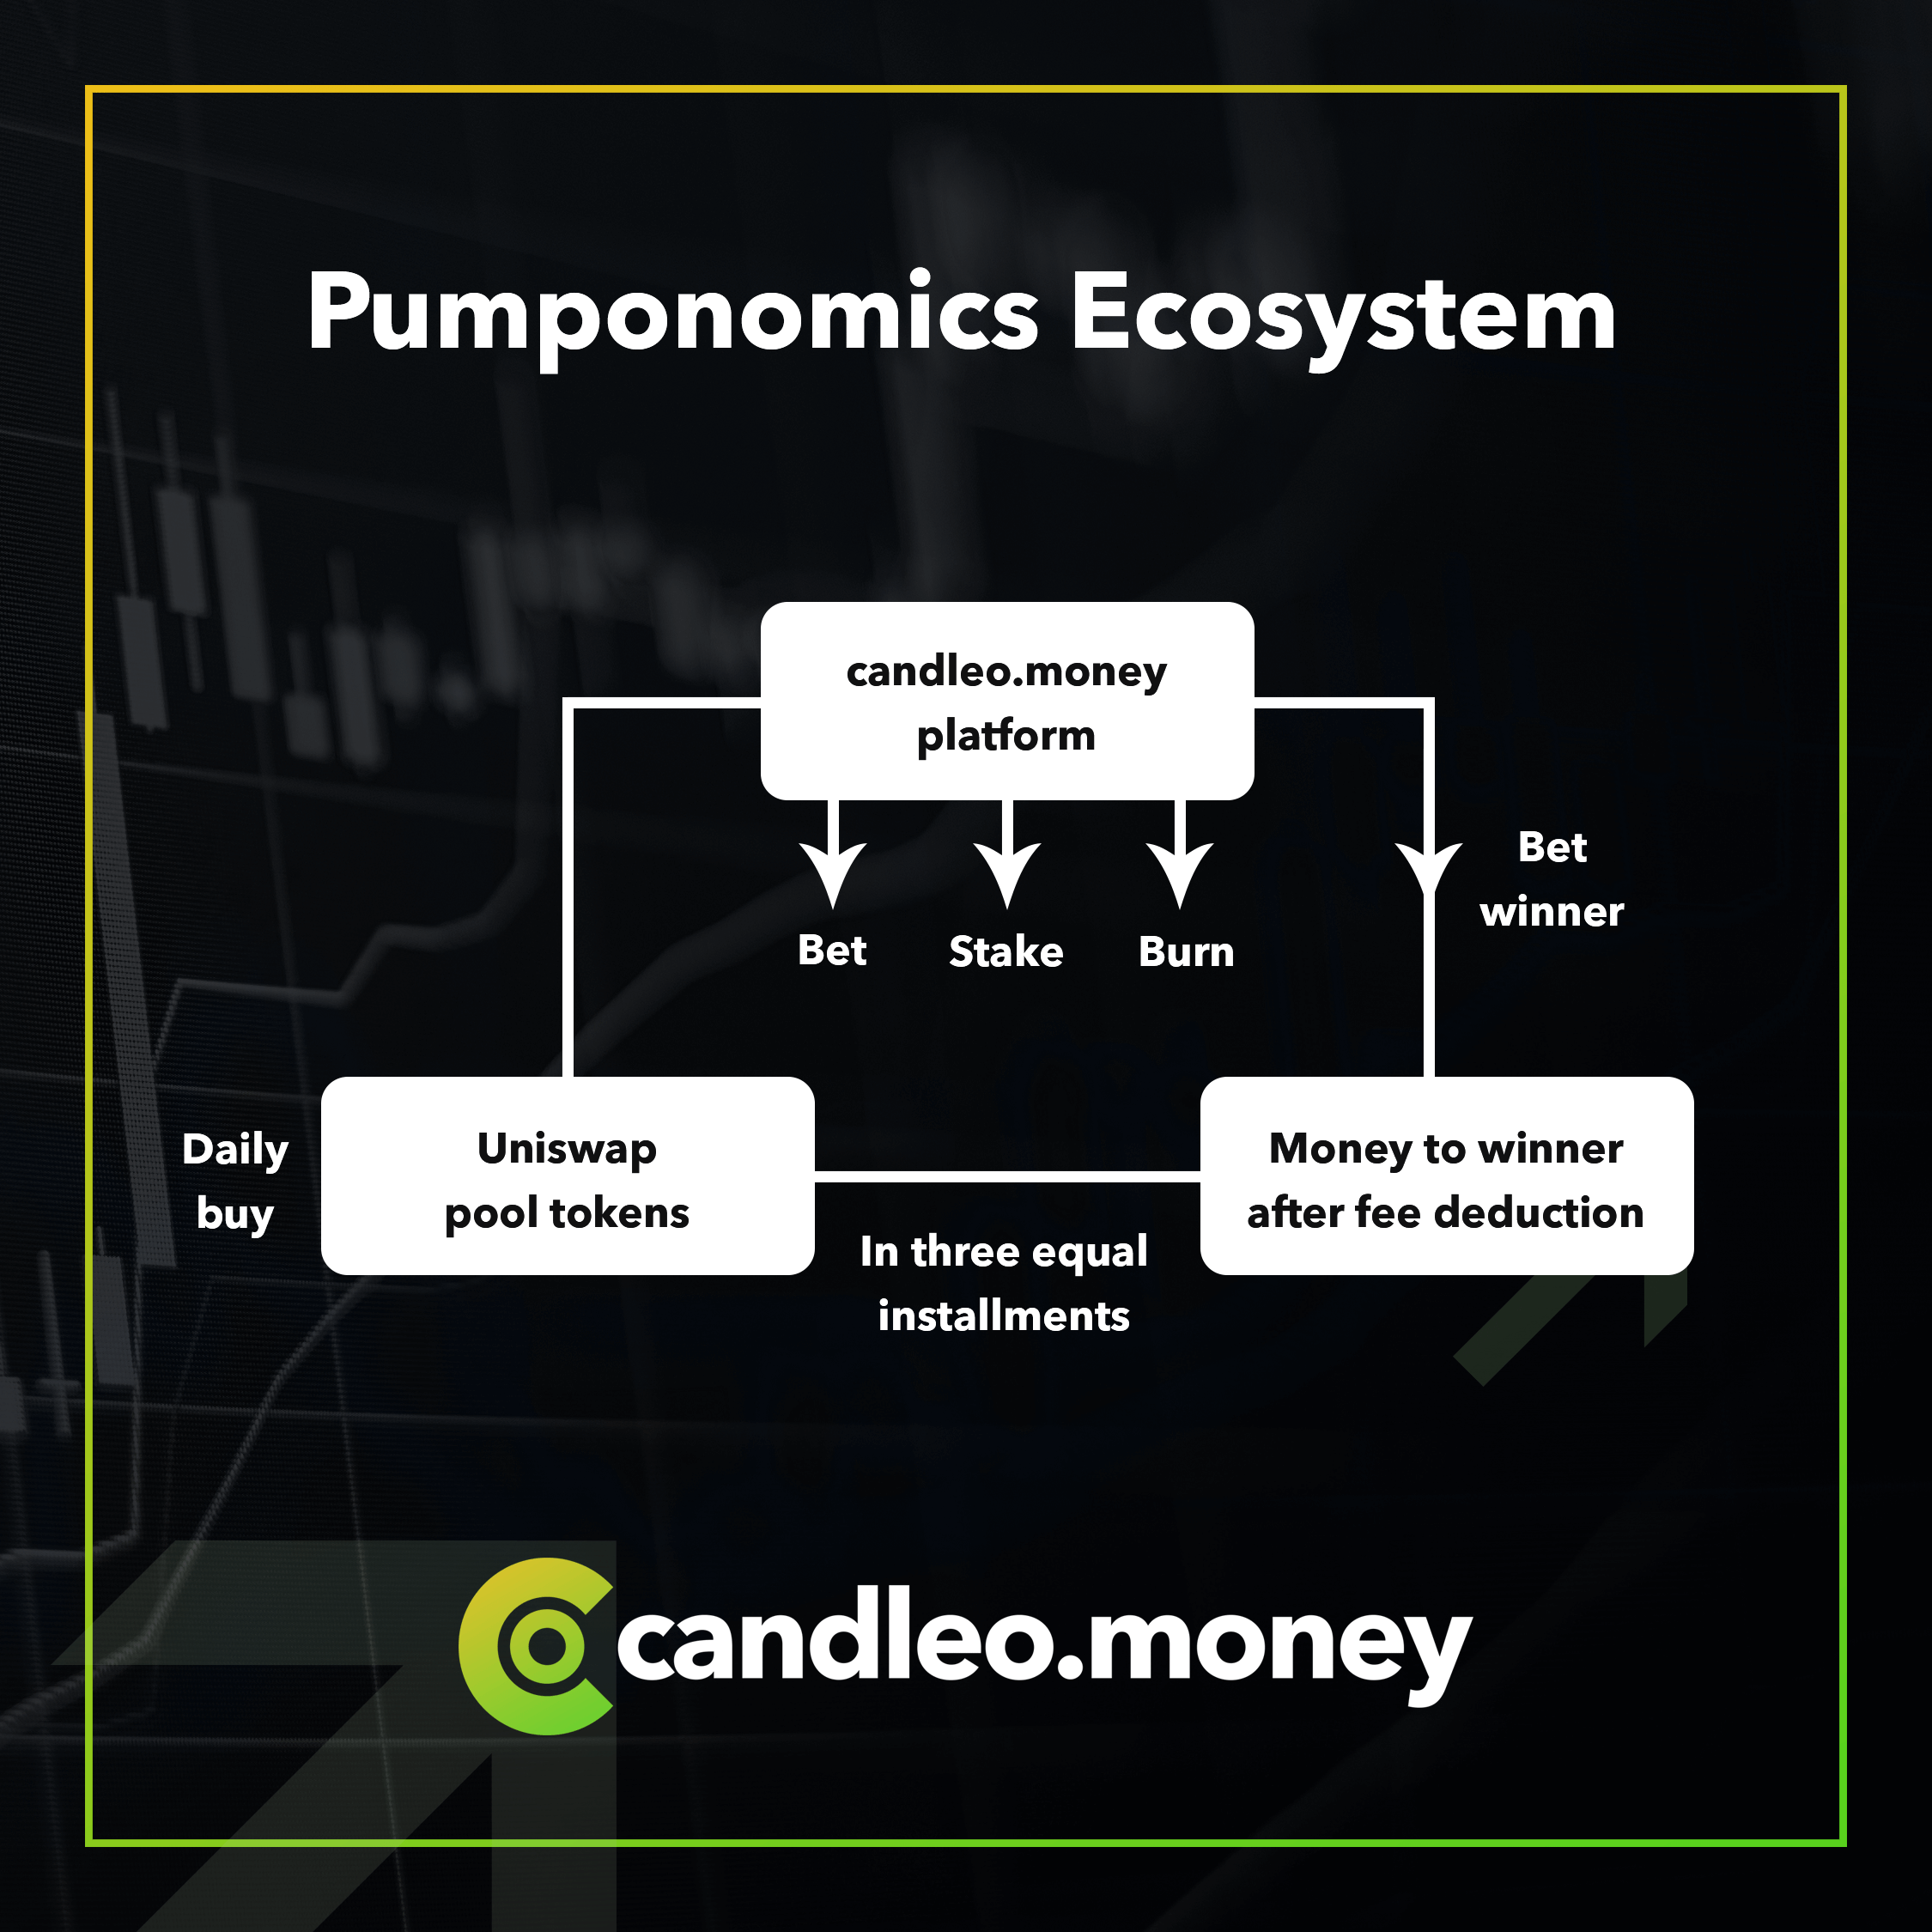 Pumponomics Ecosystem
candleo.money
platform
Bet
Stake
Burn
Bet
winner
Daily
buy
Uniswap
pool tokens
In three equal
installments
Money to winner
after fee deduction
candleo.money